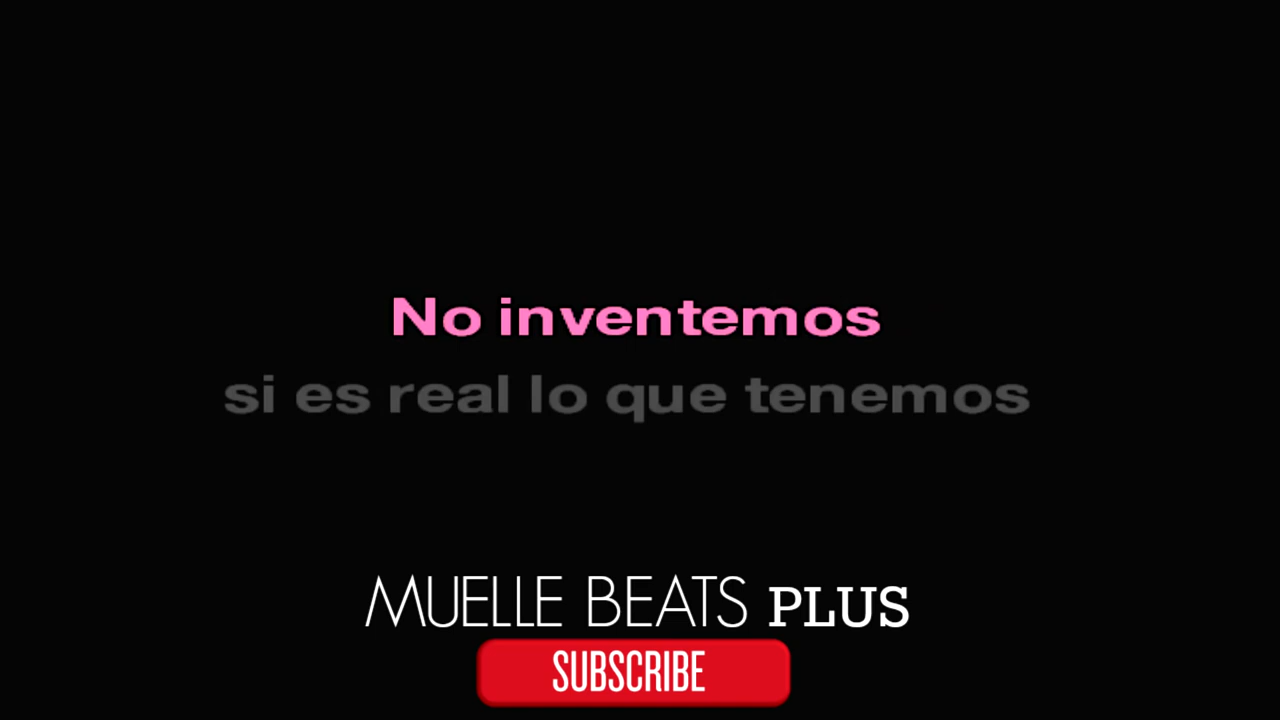 No inventemos
si es real lo que tenemos
MUELLE BEATS PLUS
SUBSCRIBE